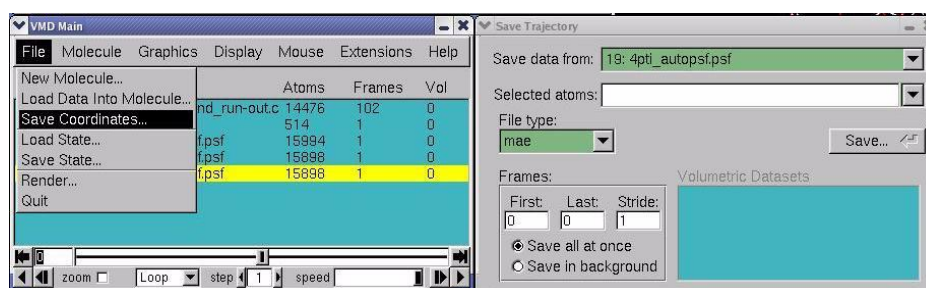 VMD Main
File Molecule Graphics Display Mouse Extensions Help
New Molecule...
Load Data Into Molecule...
Save Coordinates...
Load State...
Save State...
Render...
Quit
Atoms Frames Vol
nd_run-out.c 14476 102 0
514 1 0
f.psf 15994 1 0
f.psf 15898 1 0
f.psf 15898 1 0
0
zoom Loop step 1 speed
Save Trajectory
Save data from: 19: 4pti_autopsf.psf
Selected atoms:
File type:
mae Save...
Frames: Volumetric Datasets
First: Last: Stride:
0 0 1
Save all at once
Save in background